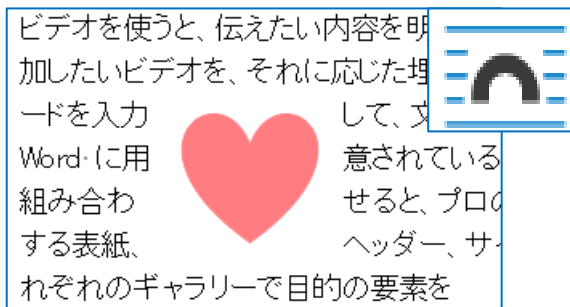 ビデオを使うと、伝えたい内容を明
加したいビデオを、それに応じた埋
ードを入力 して、文
Word·に用 意されている
組み合わ せると、プロの
する表紙、 ヘッダー、サイ
れぞれのギャラリーで目的の要素を